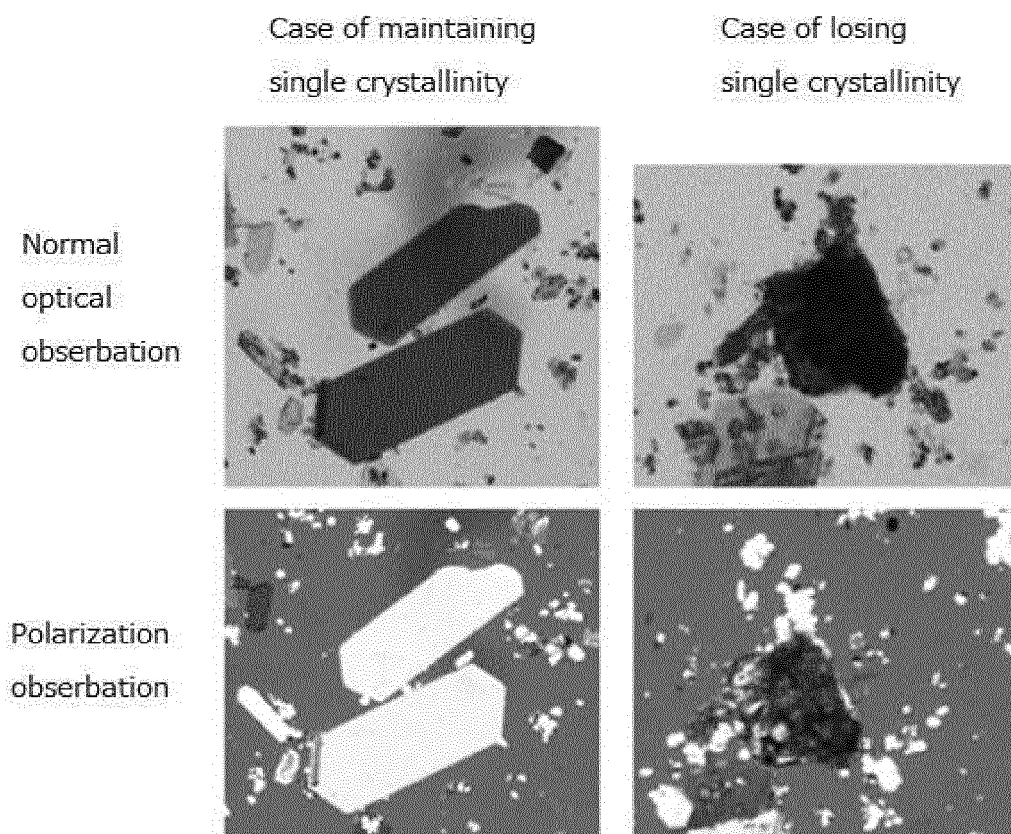 Case of maintaining
single crystallinity
Case of losing
single crystallinity
Normal
optical
obserbation
Polarization
obserbation